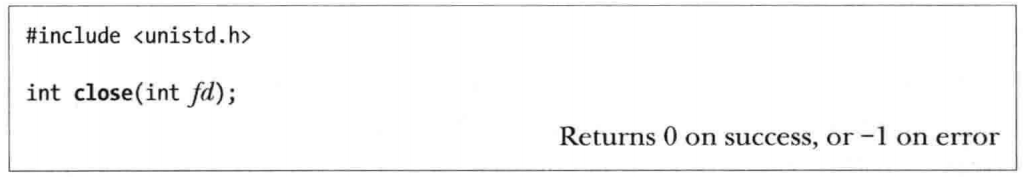 #include <unistd.h>
int close(int fd);
Returns 0 on success, or −1 on error